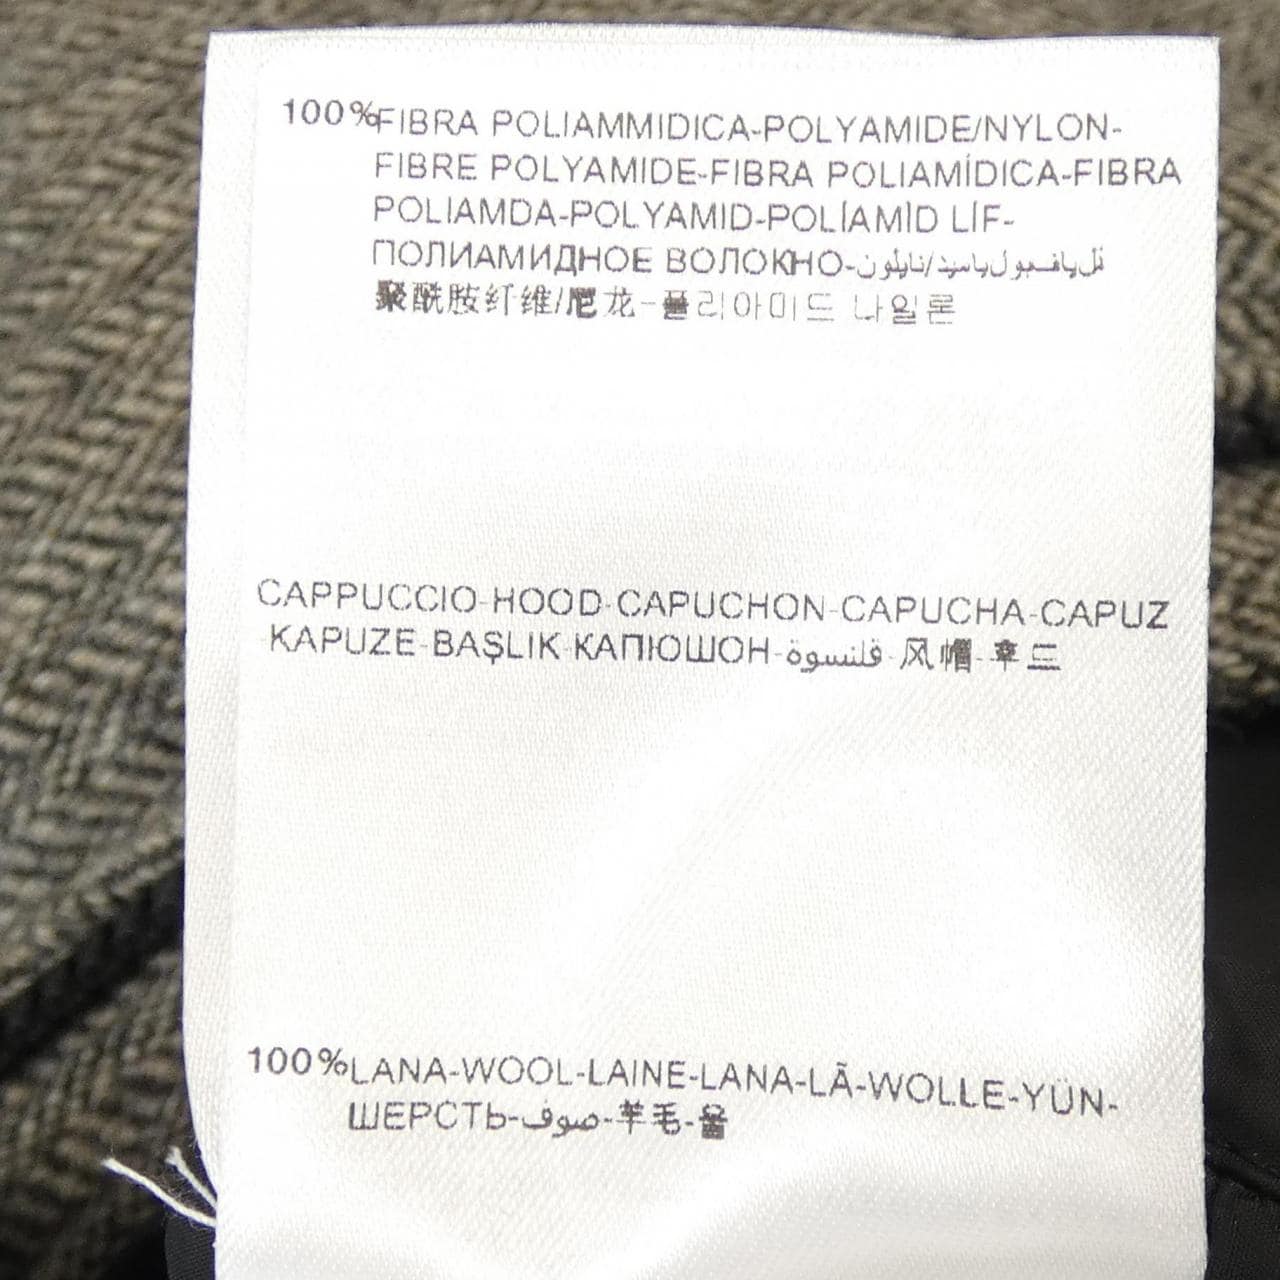 100%FIBRA POLIAMMIDICA-POLYAMIDE/NYLON-
FIBRE POLYAMIDE-FIBRA POLIAMÍDICA-FIBRA
POLIAMDA-POLYAMID-POLİAMİD LİF-
ПОЛИАМИДНОЕ ВОЛОКНО-نايلون/
聚酰胺纤维/尼龙-폴리아미드 나일론
CAPPUCCIO-HOOD-CAPUCHON-CAPUCHA-CAPUZ
-KAPUZE-BAŞLIK-КАПЮШОН-قلنسوة-风帽-후드
100%LANA-WOOL-LAINE-LANA-LÃ-WOLLE-YÜN-
ШЕРСТЬ-صوف-羊毛-울